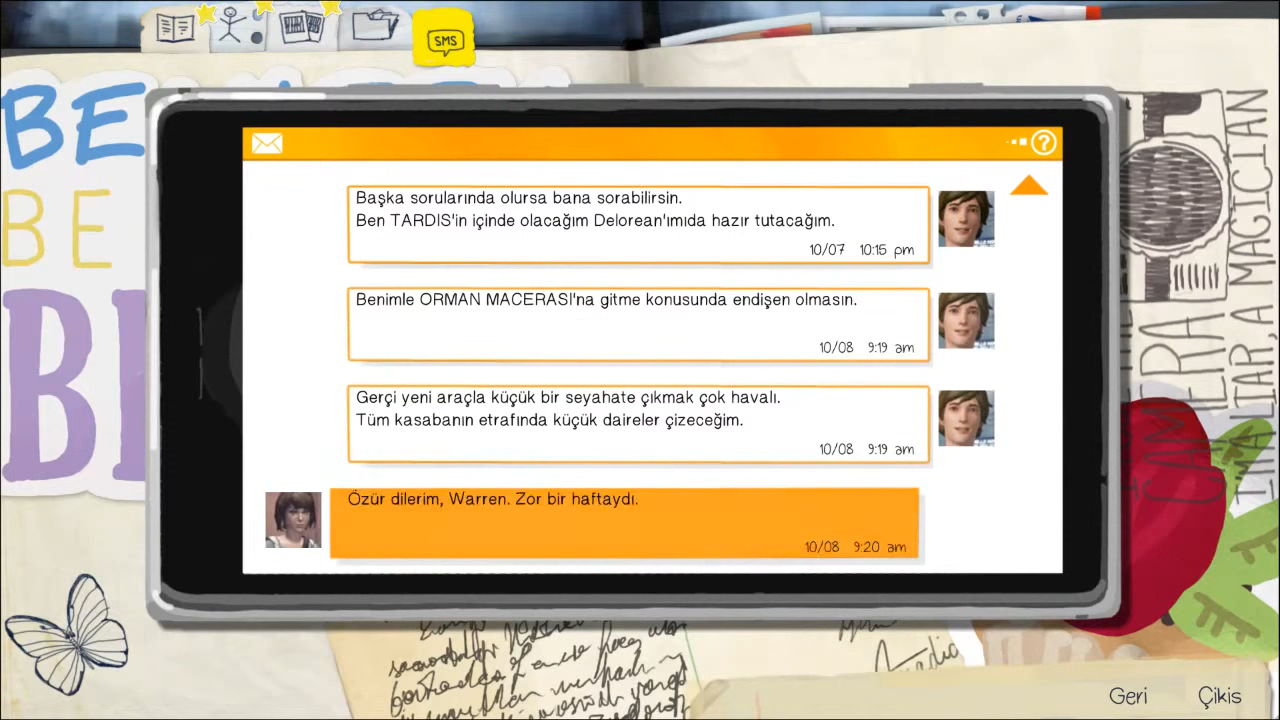 SMS
BE
BE
Başka sorularında olursa bana sorabilirsin.
Ben TARDIS'in içinde olacağım Delorean'ımıda hazır tutacağım.
10/07 10:15 pm
Benimle ORMAN MACERASI'na gitme konusunda endişen olmasın.
10/08 9:19 am
Gerçi yeni araçla küçük bir seyahate çıkmak çok havalı.
Tüm kasabanın etrafında küçük daireler çizeceğim.
10/08 9:19 am
Özür dilerim, Warren. Zor bir haftaydı.
10/08 9:20 am
CAMERA
A MAGICIAN
Geri Çikis